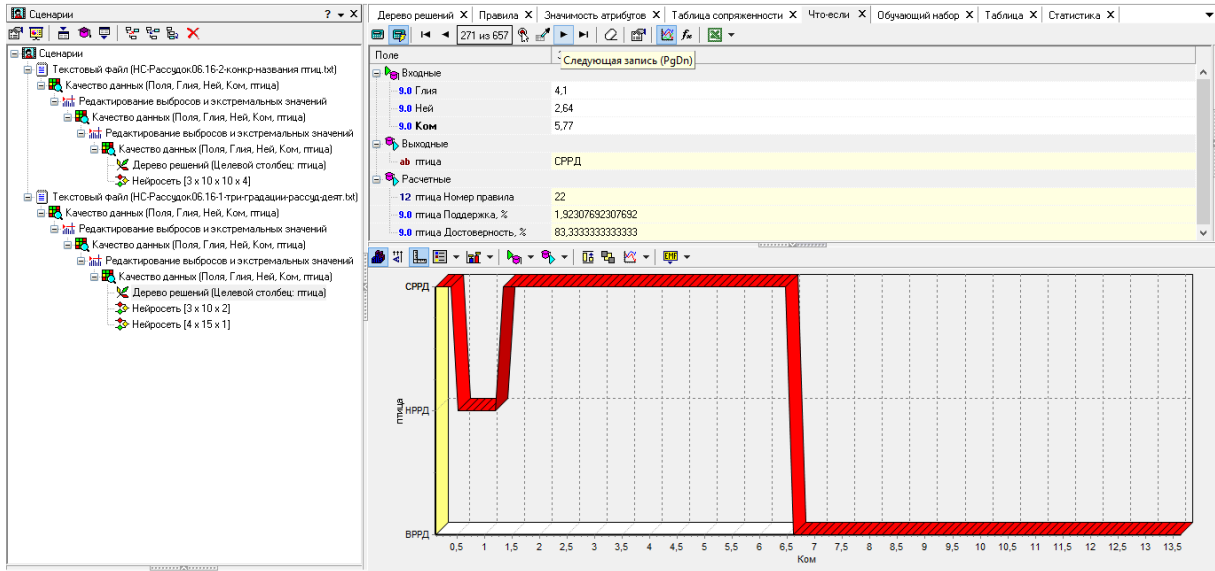 Сценарии
? X
Сценарии
Текстовый файл (НС-Рассудок06.16-2-конкр-названия птиц.txt)
Качество данных (Поля, Глия, Ней, Ком, птица)
Редактирование выбросов и экстремальных значений
Качество данных (Поля, Глия, Ней, Ком, птица)
Редактирование выбросов и экстремальных значений
Качество данных (Поля, Глия, Ней, Ком, птица)
Дерево решений (Целевой столбец: птица)
Нейросеть [3 x 10 x 10 x 4]
Текстовый файл (НС-Рассудок06.16-1-три-градации-рассуд-деят.txt)
Качество данных (Поля, Глия, Ней, Ком, птица)
Редактирование выбросов и экстремальных значений
Качество данных (Поля, Глия, Ней, Ком, птица)
Редактирование выбросов и экстремальных значений
Качество данных (Поля, Глия, Ней, Ком, птица)
Дерево решений (Целевой столбец: птица)
Нейросеть [3 x 10 x 2]
Нейросеть [4 x 15 x 1]
Дерево решений X Правила X Значимость атрибутов X Таблица сопряженности X Что-если X Обучающий набор X Таблица X Статистика X
271 из 657
Поле
Следующая запись (PgDn)
Входные
9.0 Глия 4,1
9.0 Ней 2,64
9.0 Ком 5,77
Выходные
ab птица СРРД
Расчетные
12 птица Номер правила 22
9.0 птица Поддержка, % 1,92307692307692
9.0 птица Достоверность, % 83,3333333333333
EMF
СРРД
НРРД
ВРРД
птица
0,5 1 1,5 2 2,5 3 3,5 4 4,5 5 5,5 6 6,5 7 7,5 8 8,5 9 9,5 10 10,5 11 11,5 12 12,5 13 13,5
Ком